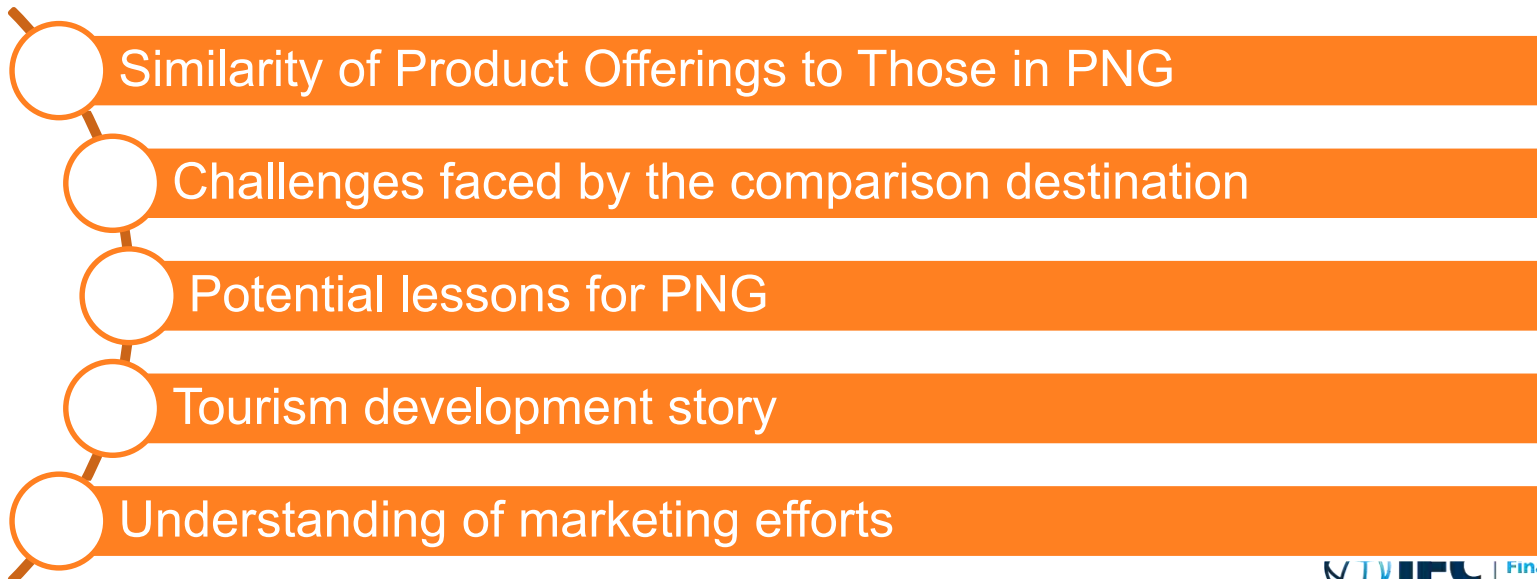 Similarity of Product Offerings to Those in PNG
Challenges faced by the comparison destination
Potential lessons for PNG
Tourism development story
Understanding of marketing efforts